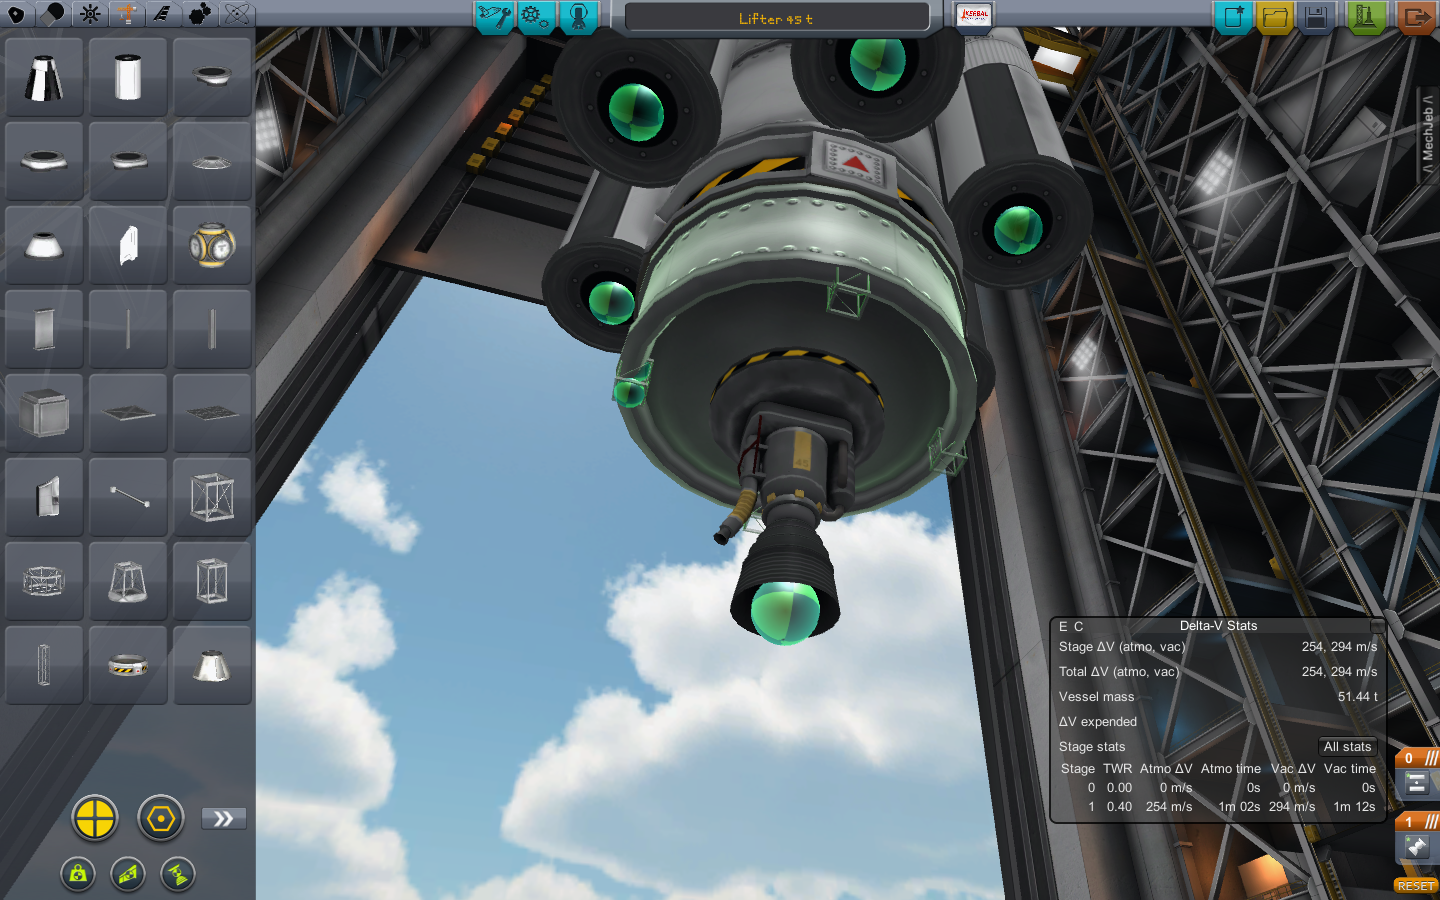 Lifter 45 t
KERBAL
/\ MechJeb /\
45
E C Delta-V Stats
Stage ΔV (atmo, vac) 254, 294 m/s
Total ΔV (atmo, vac) 254, 294 m/s
Vessel mass 51.44 t
ΔV expended
Stage stats All stats
Stage TWR Atmo ΔV Atmo time Vac ΔV Vac time
0 0.00 0 m/s 0s 0 m/s 0s
1 0.40 254 m/s 1m 02s 294 m/s 1m 12s
0
1
RESET